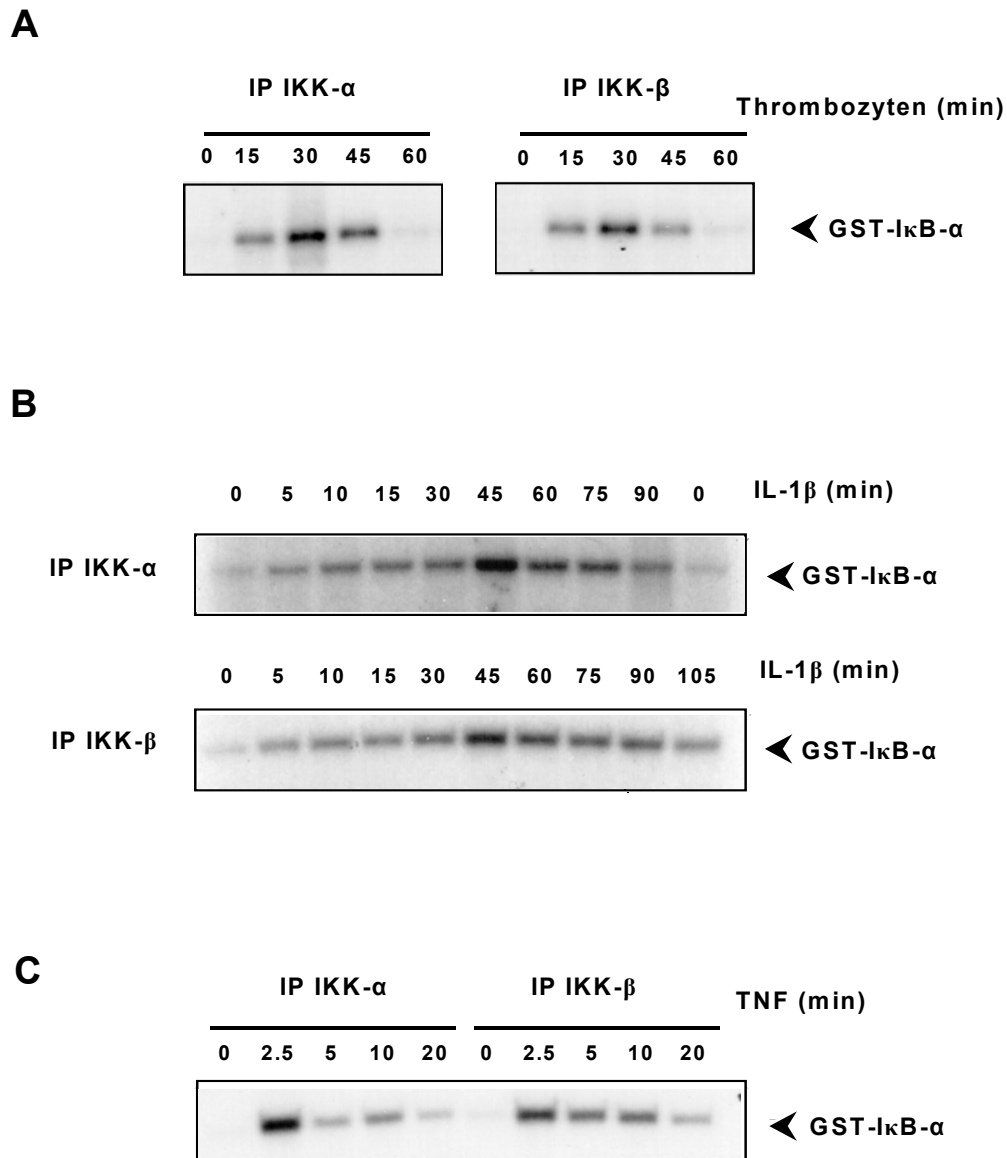 A
IP IKK-α IP IKK-β
Thrombozyten (min)
0 15 30 45 60 0 15 30 45 60
GST-IκB-α
B
0 5 10 15 30 45 60 75 90 0 IL-1β (min)
IP IKK-α GST-IκB-α
0 5 10 15 30 45 60 75 90 105 IL-1β (min)
IP IKK-β GST-IκB-α
C
IP IKK-α IP IKK-β TNF (min)
0 2.5 5 10 20 0 2.5 5 10 20
GST-IκB-α